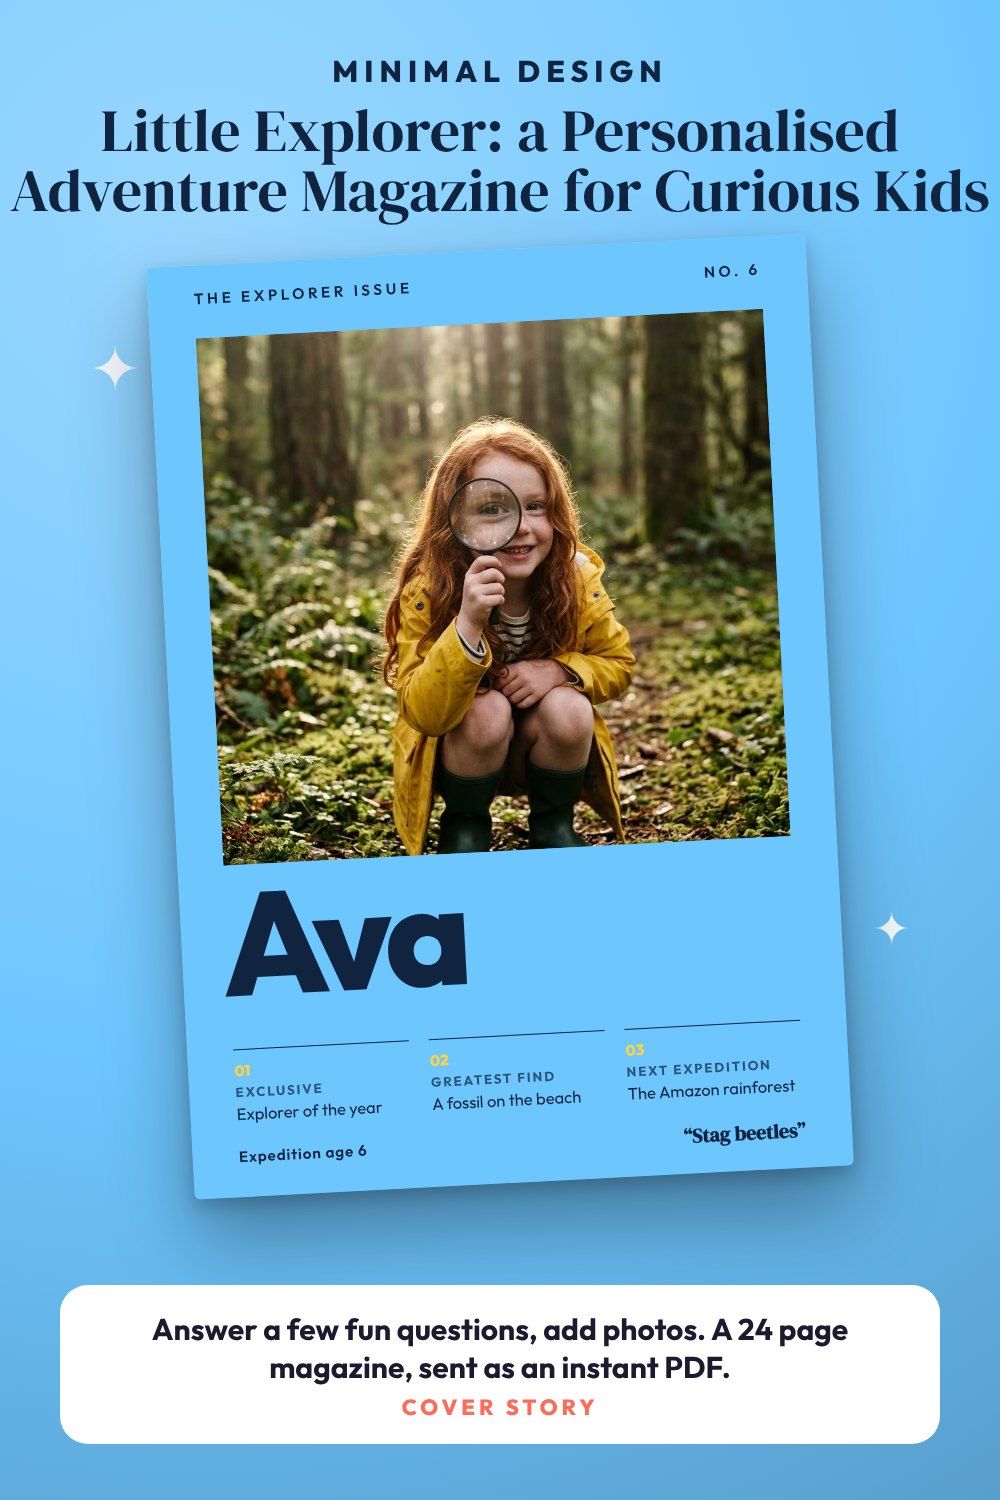 MINIMAL DESIGN
Little Explorer: a Personalised
Adventure Magazine for Curious Kids
THE EXPLORER ISSUE
NO. 6
Ava
01
EXCLUSIVE
Explorer of the year
02
GREATEST FIND
A fossil on the beach
03
NEXT EXPEDITION
The Amazon rainforest
Expedition age 6
“Stag beetles”
Answer a few fun questions, add photos. A 24 page
magazine, sent as an instant PDF.
COVER STORY